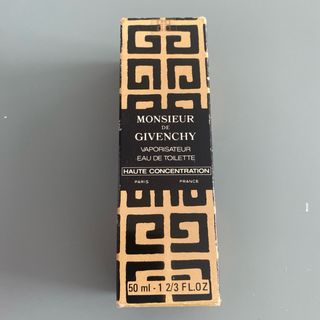 MONSIEUR
DE
GIVENCHY
VAPORISATEUR
EAU DE TOILETTE
HAUTE CONCENTRATION
PARIS FRANCE
50 ml - 1 2/3 FL.OZ